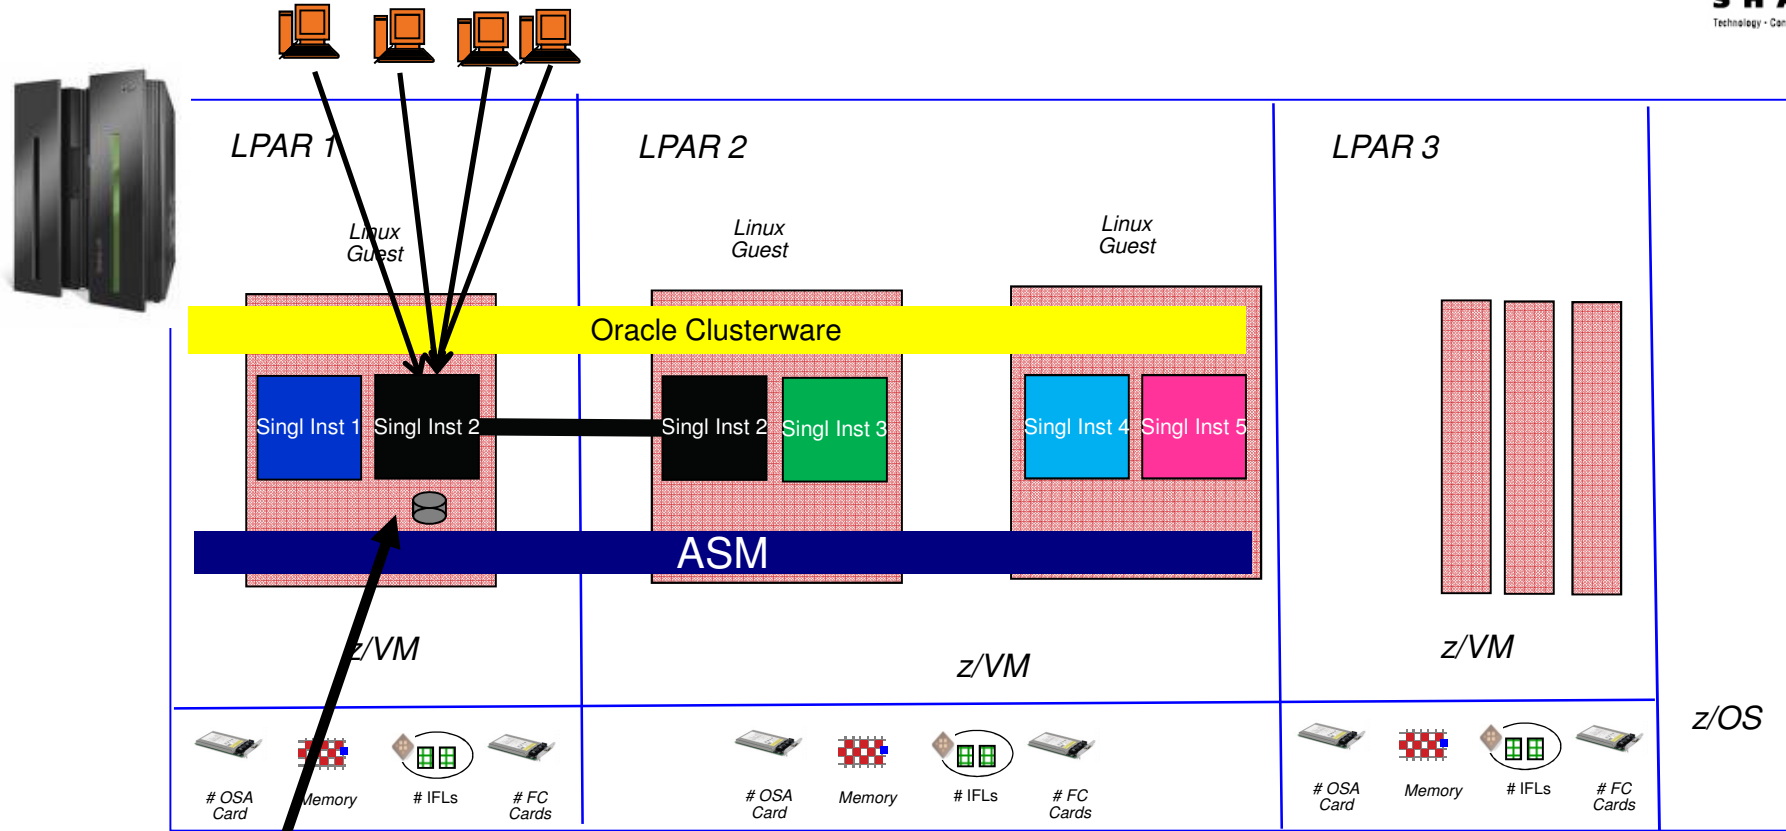 Technology · Con
LPAR 1
LPAR 2
LPAR 3
Linux
Guest
Linux
Guest
Linux
Guest
Oracle Clusterware
Singl Inst 1
Singl Inst 2
Singl Inst 2
Singl Inst 3
Singl Inst 4
Singl Inst 5
ASM
z/VM
z/VM
z/VM
z/OS
# OSA
Card
Memory
# IFLs
# FC
Cards
# OSA
Card
Memory
# IFLs
# FC
Cards
# OSA
Card
Memory
# IFLs
# FC
Cards